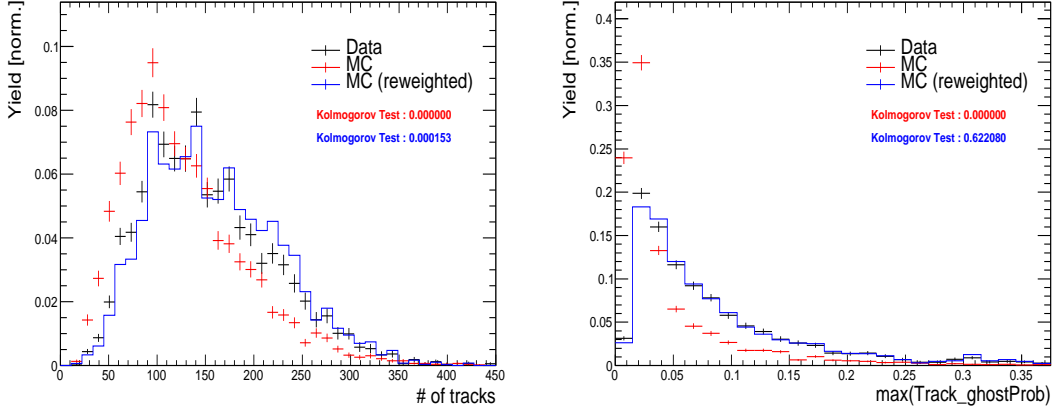 Yield [norm.]
0.1
0.08
0.06
0.04
0.02
0
Data
MC
MC (reweighted)
Kolmogorov Test : 0.000000
Kolmogorov Test : 0.000153
0 50 100 150 200 250 300 350 400 450
# of tracks
Yield [norm.]
0.4
0.35
0.3
0.25
0.2
0.15
0.1
0.05
0
Data
MC
MC (reweighted)
Kolmogorov Test : 0.000000
Kolmogorov Test : 0.622080
0 0.05 0.1 0.15 0.2 0.25 0.3 0.35
max(Track_ghostProb)